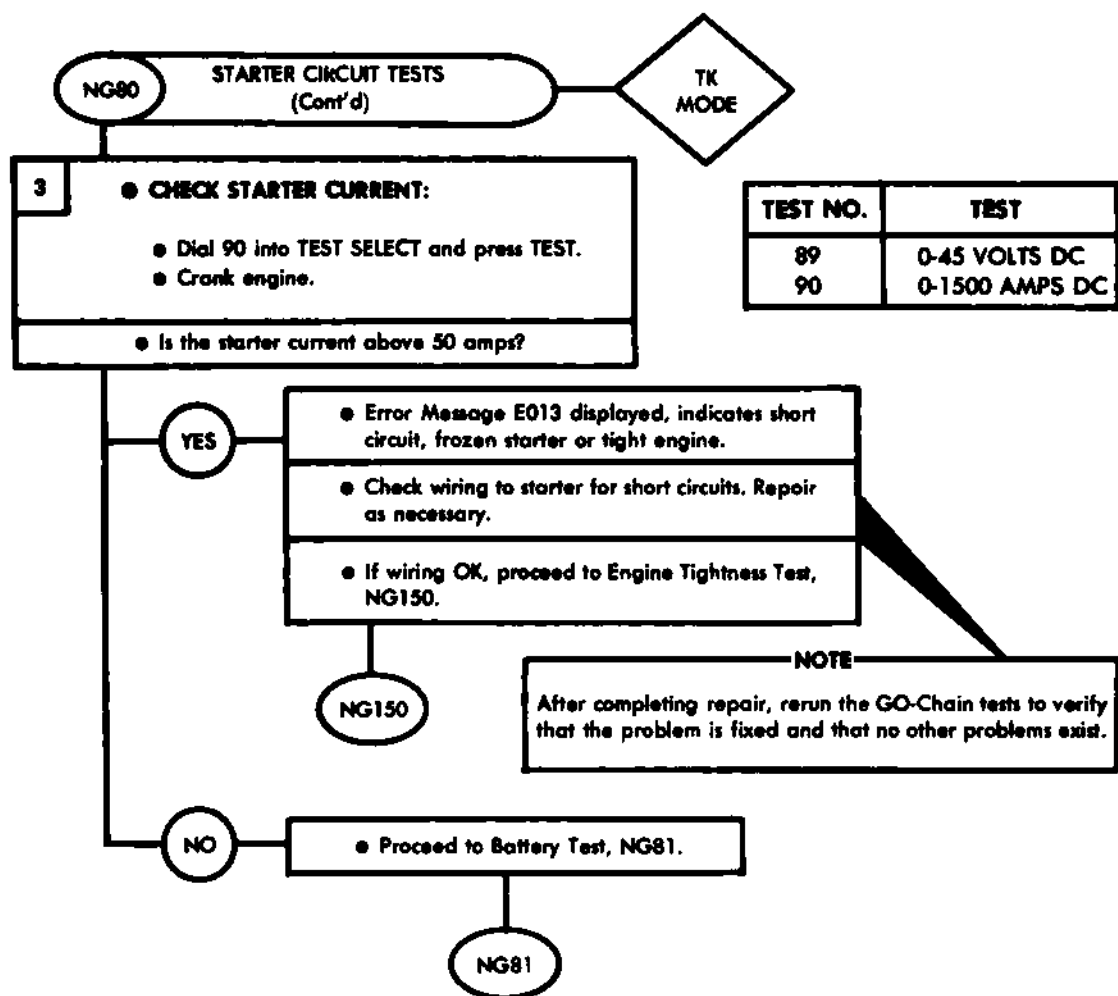 NG80
STARTER CIRCUIT TESTS
(Cont'd)
TK
MODE
3
● CHECK STARTER CURRENT:
● Dial 90 into TEST SELECT and press TEST.
● Crank engine.
● Is the starter current above 50 amps?
TEST NO. TEST
89 0-45 VOLTS DC
90 0-1500 AMPS DC
YES
● Error Message E013 displayed, indicates short
circuit, frozen starter or tight engine.
● Check wiring to starter for short circuits. Repair
as necessary.
● If wiring OK, proceed to Engine Tightness Test,
NG150.
NG150
NOTE
After completing repair, rerun the GO-Chain tests to verify
that the problem is fixed and that no other problems exist.
NO
● Proceed to Battery Test, NG81.
NG81